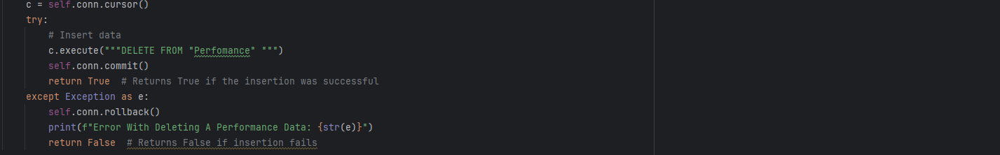 c = self.conn.cursor()
try:
# Insert data
c.execute("""DELETE FROM "Perfomance" """)
self.conn.commit()
return True  # Returns True if the insertion was successful
except Exception as e:
self.conn.rollback()
print(f"Error With Deleting A Performance Data: {str(e)}")
return False  # Returns False if insertion fails